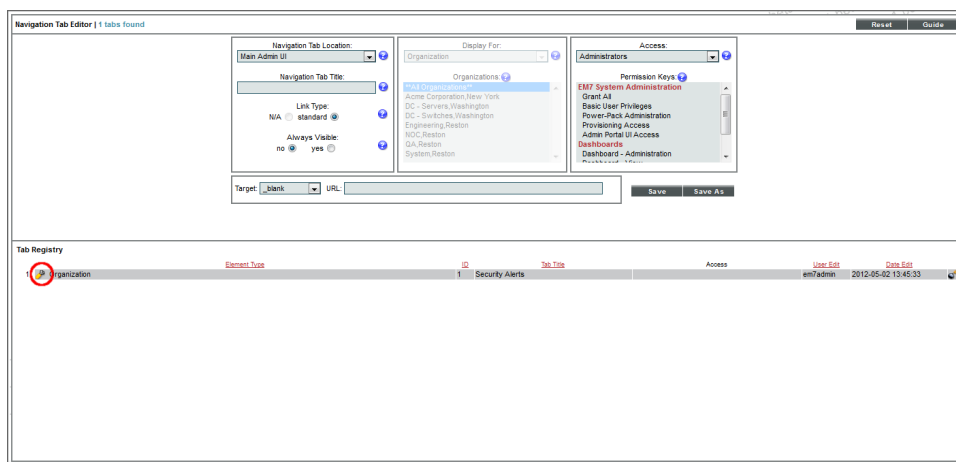 Navigation Tab Editor | 1 tabs found
Reset Guide
Navigation Tab Location:
Main Admin UI
Navigation Tab Title:
Link Type:
N/A standard
Always Visible:
no yes
Display For:
Organization
Organizations:
**All Organizations**
Acme Corporation,New York
DC - Servers,Washington
DC - Switches,Washington
Engineering,Reston
NOC,Reston
QA,Reston
System,Reston
Access:
Administrators
Permission Keys:
EM7 System Administration
Grant All
Basic User Privileges
Power-Pack Administration
Provisioning Access
Admin Portal UI Access
Dashboards
Dashboard - Administration
Dashboard - View
Target: _blank URL:
Save Save As
Tab Registry
Element Type ID Tab Title Access User Edit Date Edit
1 Organization 1 Security Alerts em7admin 2012-05-02 13:45:33